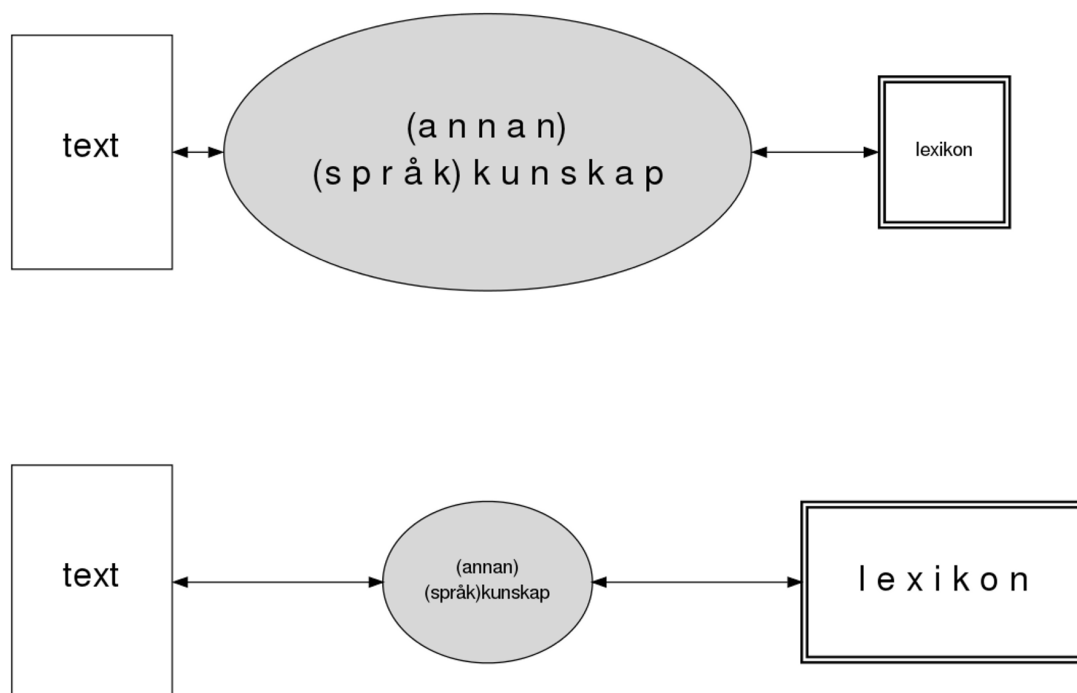 text
(annan)
(språk)kunskap
lexikon
text
(annan)
(språk)kunskap
lexikon